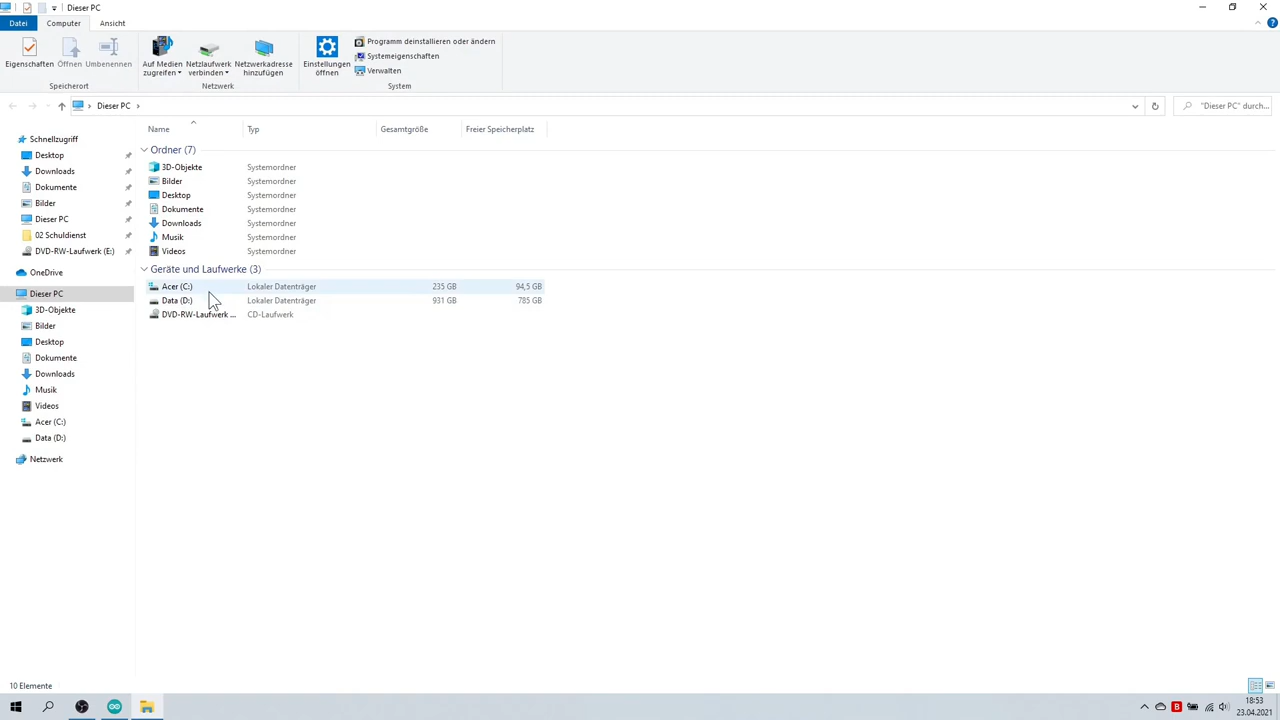 Dieser PC
Datei Computer Ansicht
Eigenschaften Öffnen Umbenennen
Auf Medien zugreifen Netzlaufwerk verbinden Netzwerkadresse hinzufügen
Einstellungen öffnen
Programm deinstallieren oder ändern
Systemeigenschaften
Verwalten
Speicherort Netzwerk System
Dieser PC
"Dieser PC" durch...
Name Typ Gesamtgröße Freier Speicherplatz
Schnellzugriff
Desktop
Downloads
Dokumente
Bilder
Dieser PC
02 Schuldienst
DVD-RW-Laufwerk (E:)
OneDrive
Dieser PC
3D-Objekte
Bilder
Desktop
Dokumente
Downloads
Musik
Videos
Acer (C:)
Data (D:)
Netzwerk
Ordner (7)
3D-Objekte Systemordner
Bilder Systemordner
Desktop Systemordner
Dokumente Systemordner
Downloads Systemordner
Musik Systemordner
Videos Systemordner
Geräte und Laufwerke (3)
Acer (C:) Lokaler Datenträger 235 GB 94,5 GB
Data (D:) Lokaler Datenträger 931 GB 785 GB
DVD-RW-Laufwerk ... CD-Laufwerk
10 Elemente
18:53
23.04.2021